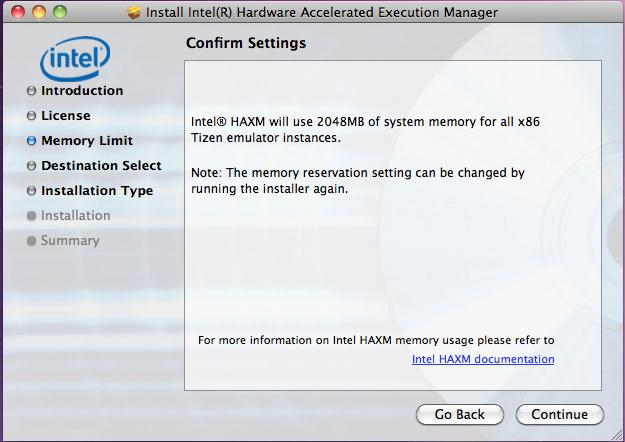 Install Intel(R) Hardware Accelerated Execution Manager
intel
Confirm Settings
Introduction
License
Memory Limit
Destination Select
Installation Type
Installation
Summary
Intel® HAXM will use 2048MB of system memory for all x86
Tizen emulator instances.
Note: The memory reservation setting can be changed by
running the installer again.
For more information on Intel HAXM memory usage please refer to
Intel HAXM documentation
Go Back
Continue